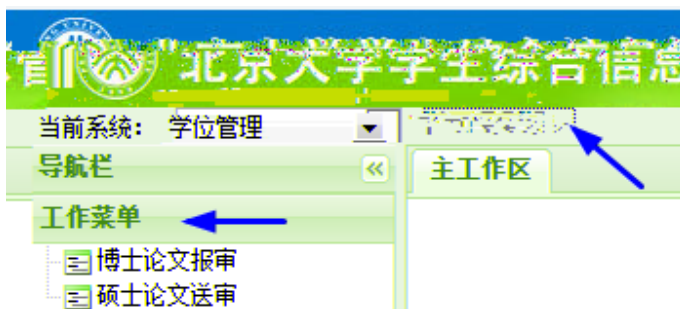 北京大学学生综合信息
当前系统： 学位管理
导航栏
主工作区
工作菜单
博士论文报审
硕士论文送审